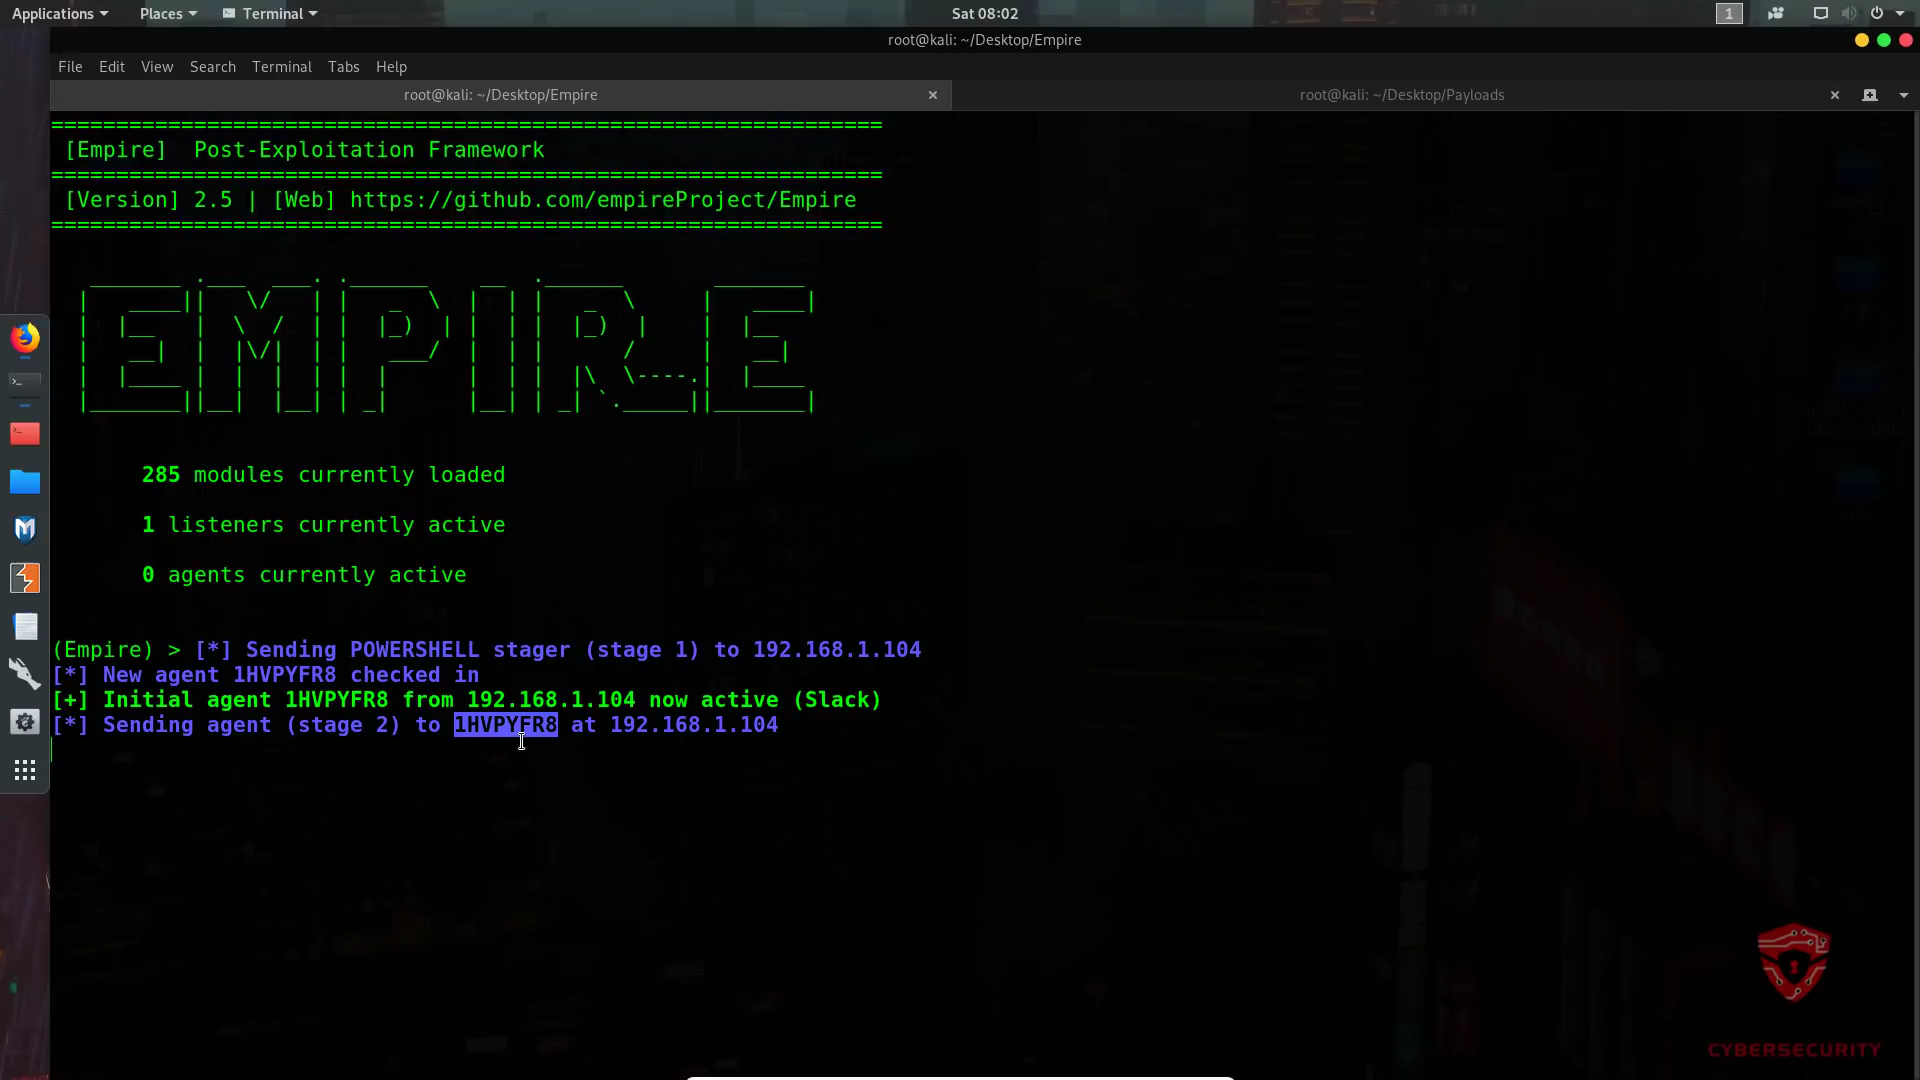 Applications Places Terminal Sat 08:02 1
root@kali: ~/Desktop/Empire
File Edit View Search Terminal Tabs Help
root@kali: ~/Desktop/Empire root@kali: ~/Desktop/Payloads
================================================================
[Empire] Post-Exploitation Framework
================================================================
[Version] 2.5 | [Web] https://github.com/empireProject/Empire
================================================================
EMPIRE
285 modules currently loaded
1 listeners currently active
0 agents currently active
(Empire) > [*] Sending POWERSHELL stager (stage 1) to 192.168.1.104
[*] New agent 1HVPYFR8 checked in
[+] Initial agent 1HVPYFR8 from 192.168.1.104 now active (Slack)
[*] Sending agent (stage 2) to 1HVPYFR8 at 192.168.1.104
CYBERSECURITY